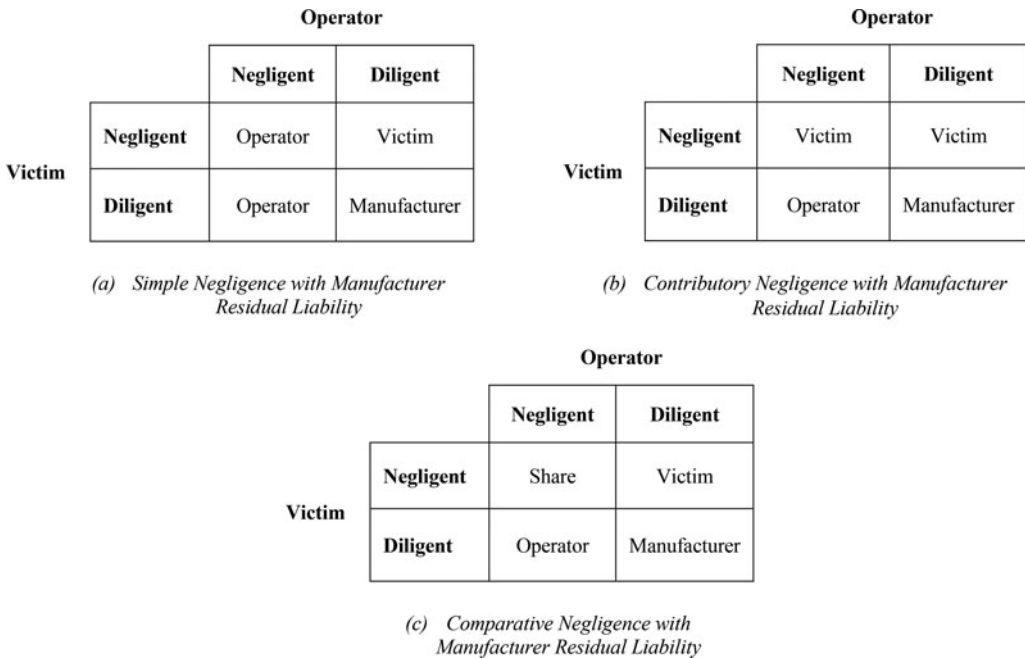 Operator
Negligent Diligent
Negligent Operator Victim
Victim
Diligent Operator Manufacturer
(a) Simple Negligence with Manufacturer
Residual Liability
Operator
Negligent Diligent
Negligent Victim Victim
Victim
Diligent Operator Manufacturer
(b) Contributory Negligence with Manufacturer
Residual Liability
Operator
Negligent Diligent
Negligent Share Victim
Victim
Diligent Operator Manufacturer
(c) Comparative Negligence with
Manufacturer Residual Liability